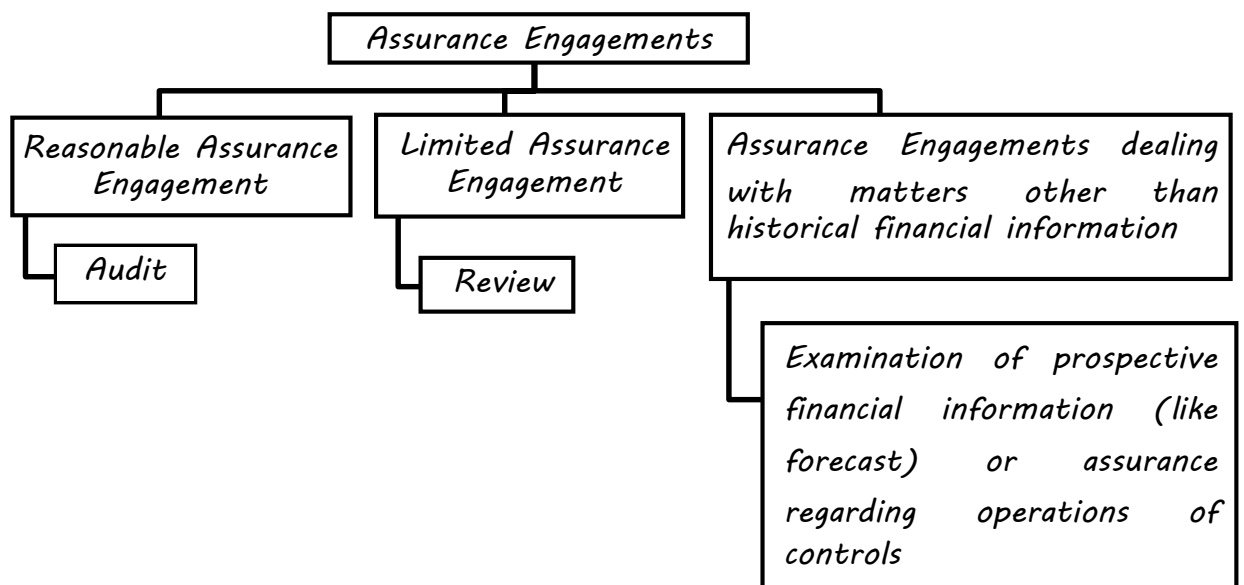 Assurance Engagements
Reasonable Assurance
Engagement
Audit
Limited Assurance
Engagement
Review
Assurance Engagements dealing
with matters other than
historical financial information
Examination of prospective
financial information (like
forecast) or assurance
regarding operations of
controls